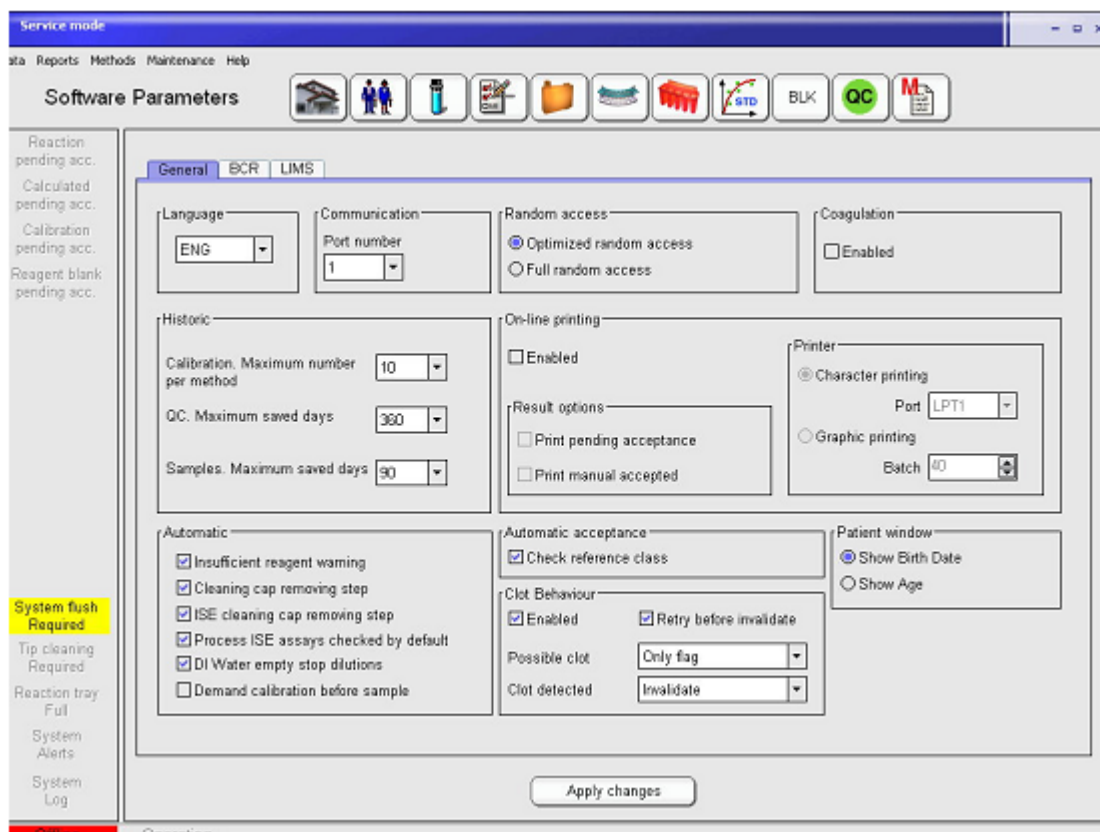 Service mode
Reports Methods Maintenance Help
Software Parameters
STD
BLK
QC
M
Reaction
pending acc.
Calculated
pending acc.
Calibration
pending acc.
Reagent blank
pending acc.
System flush
Required
Tip cleaning
Required
Reaction tray
Full
System
Alerts
System
Log
General BCR LIMS
Language
ENG
Communication
Port number
1
Random access
Optimized random access
Full random access
Coagulation
Enabled
Historic
Calibration. Maximum number
per method
10
QC. Maximum saved days
360
Samples. Maximum saved days
90
On-line printing
Enabled
Result options
Print pending acceptance
Print manual accepted
Printer
Character printing
Port LPT1
Graphic printing
Batch 40
Automatic
Insufficient reagent warning
Cleaning cap removing step
ISE cleaning cap removing step
Process ISE assays checked by default
DI Water empty stop dilutions
Demand calibration before sample
Automatic acceptance
Check reference class
Clot Behaviour
Enabled Retry before invalidate
Possible clot Only flag
Clot detected Invalidate
Patient window
Show Birth Date
Show Age
Apply changes